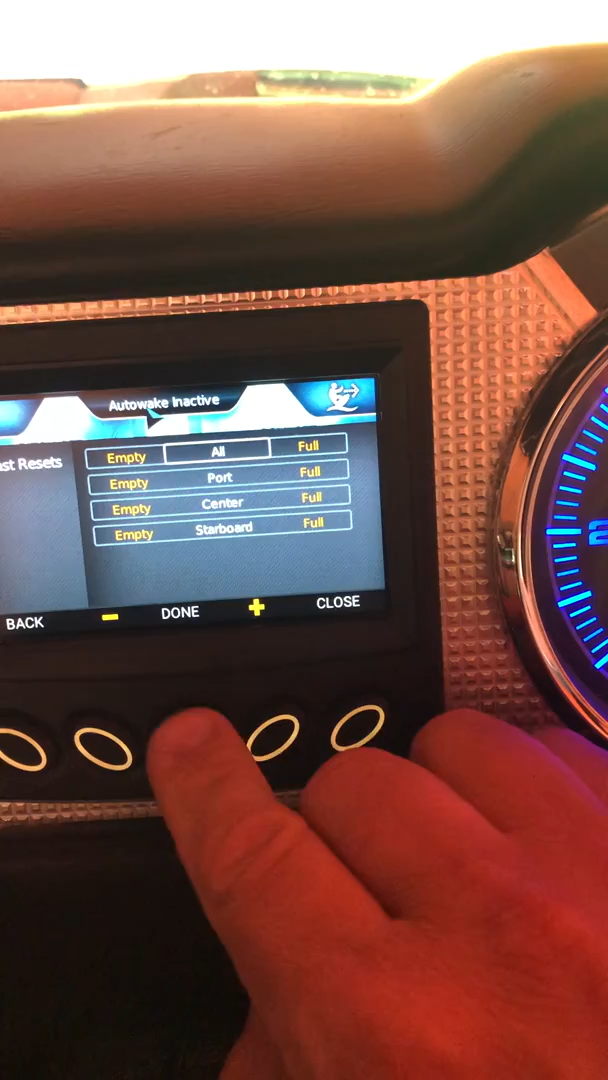 Autowake Inactive
ast Resets
Empty All Full
Empty Port Full
Empty Center Full
Empty Starboard Full
BACK - DONE + CLOSE